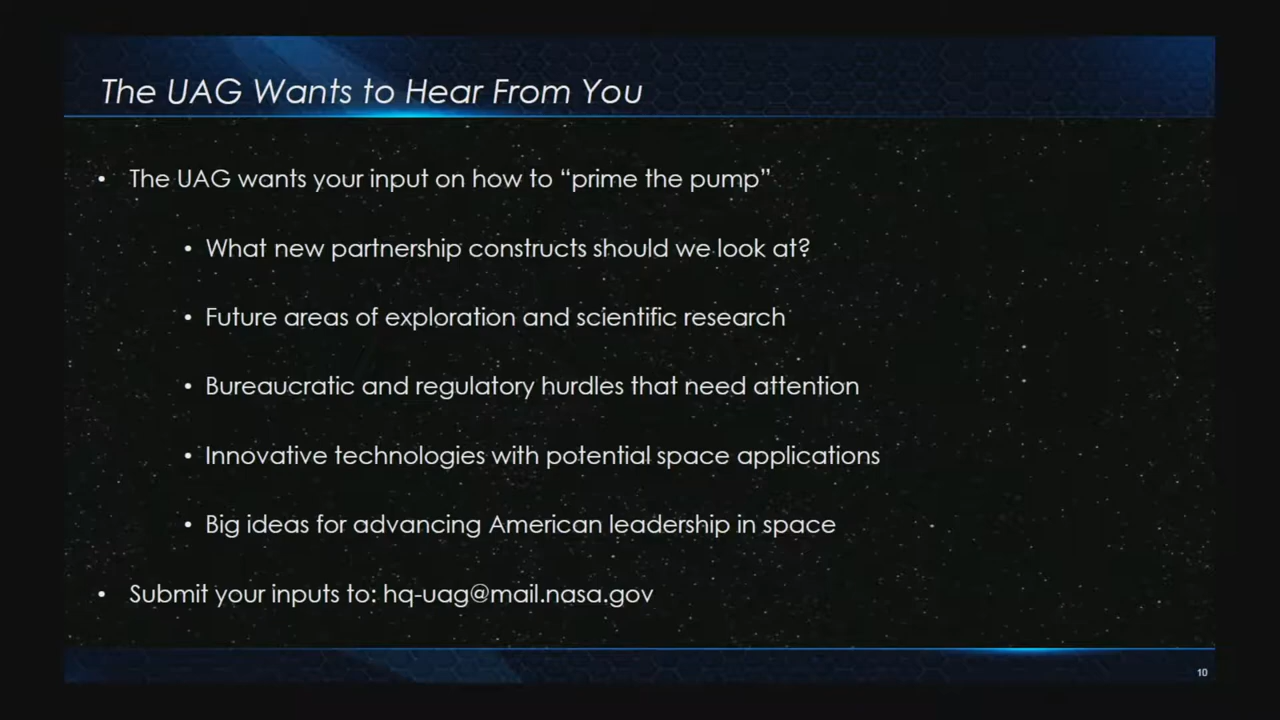 The UAG Wants to Hear From You
• The UAG wants your input on how to “prime the pump”
• What new partnership constructs should we look at?
• Future areas of exploration and scientific research
• Bureaucratic and regulatory hurdles that need attention
• Innovative technologies with potential space applications
• Big ideas for advancing American leadership in space
• Submit your inputs to: hq-uag@mail.nasa.gov
10